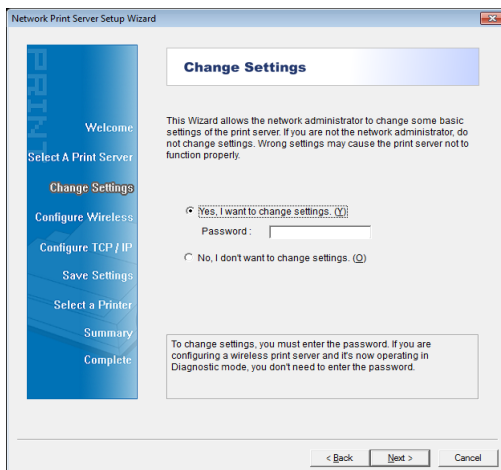 Network Print Server Setup Wizard
PRINT
Welcome
Select A Print Server
Change Settings
Configure Wireless
Configure TCP / IP
Save Settings
Select a Printer
Summary
Complete
Change Settings
This Wizard allows the network administrator to change some basic
settings of the print server. If you are not the network administrator, do
not change settings. Wrong settings may cause the print server not to
function properly.
Yes, I want to change settings. (Y)
Password :
No, I don't want to change settings. (O)
To change settings, you must enter the password. If you are
configuring a wireless print server and it's now operating in
Diagnostic mode, you don't need to enter the password.
< Back
Next >
Cancel